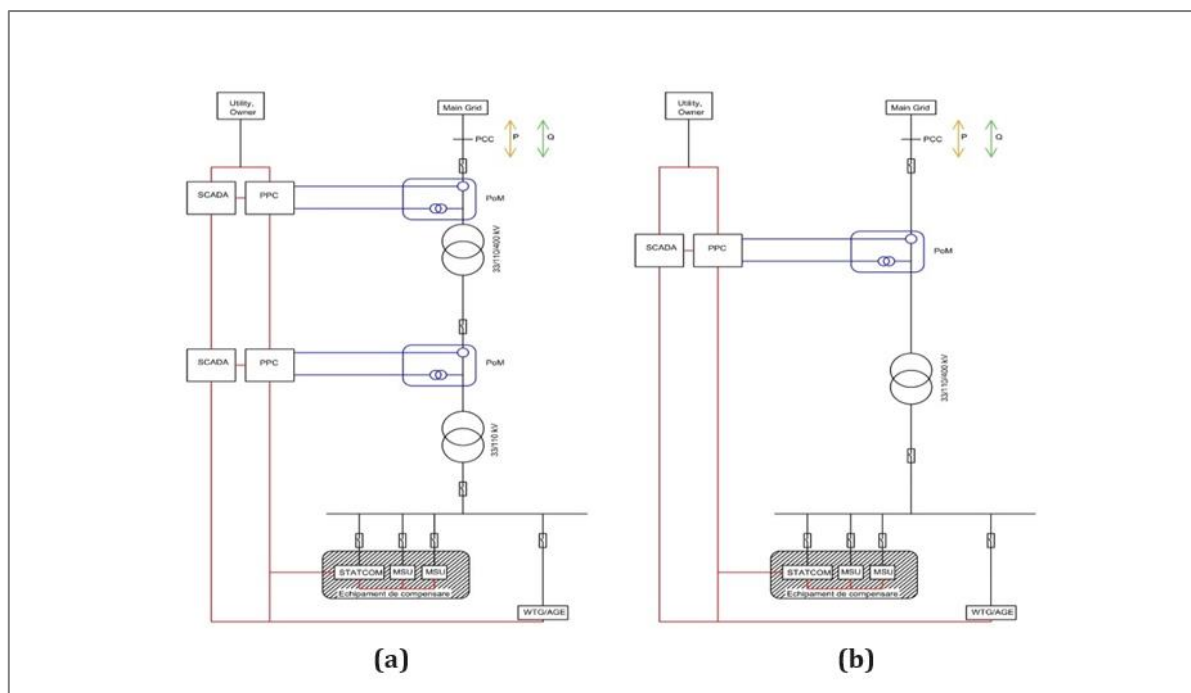 Utility,
Owner
Main Grid
PCC
P
Q
SCADA
PPC
PoM
33/110/400 kV
SCADA
PPC
PoM
33/110 kV
STATCOM
MSU
MSU
Echipament de compensare
WTG/AGE
(a)
Utility,
Owner
Main Grid
PCC
P
Q
SCADA
PPC
PoM
33/110/400 kV
STATCOM
MSU
MSU
Echipament de compensare
WTG/AGE
(b)